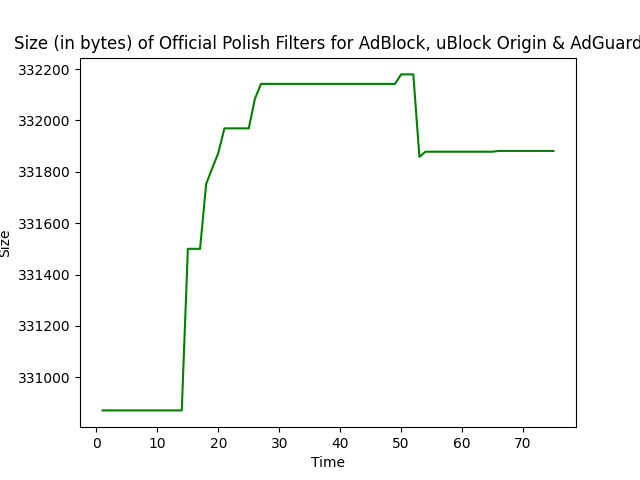 Size (in bytes) of Official Polish Filters for AdBlock, uBlock Origin & AdGuard
332200
332000
331800
331600
331400
331200
331000
Size
0 10 20 30 40 50 60 70
Time